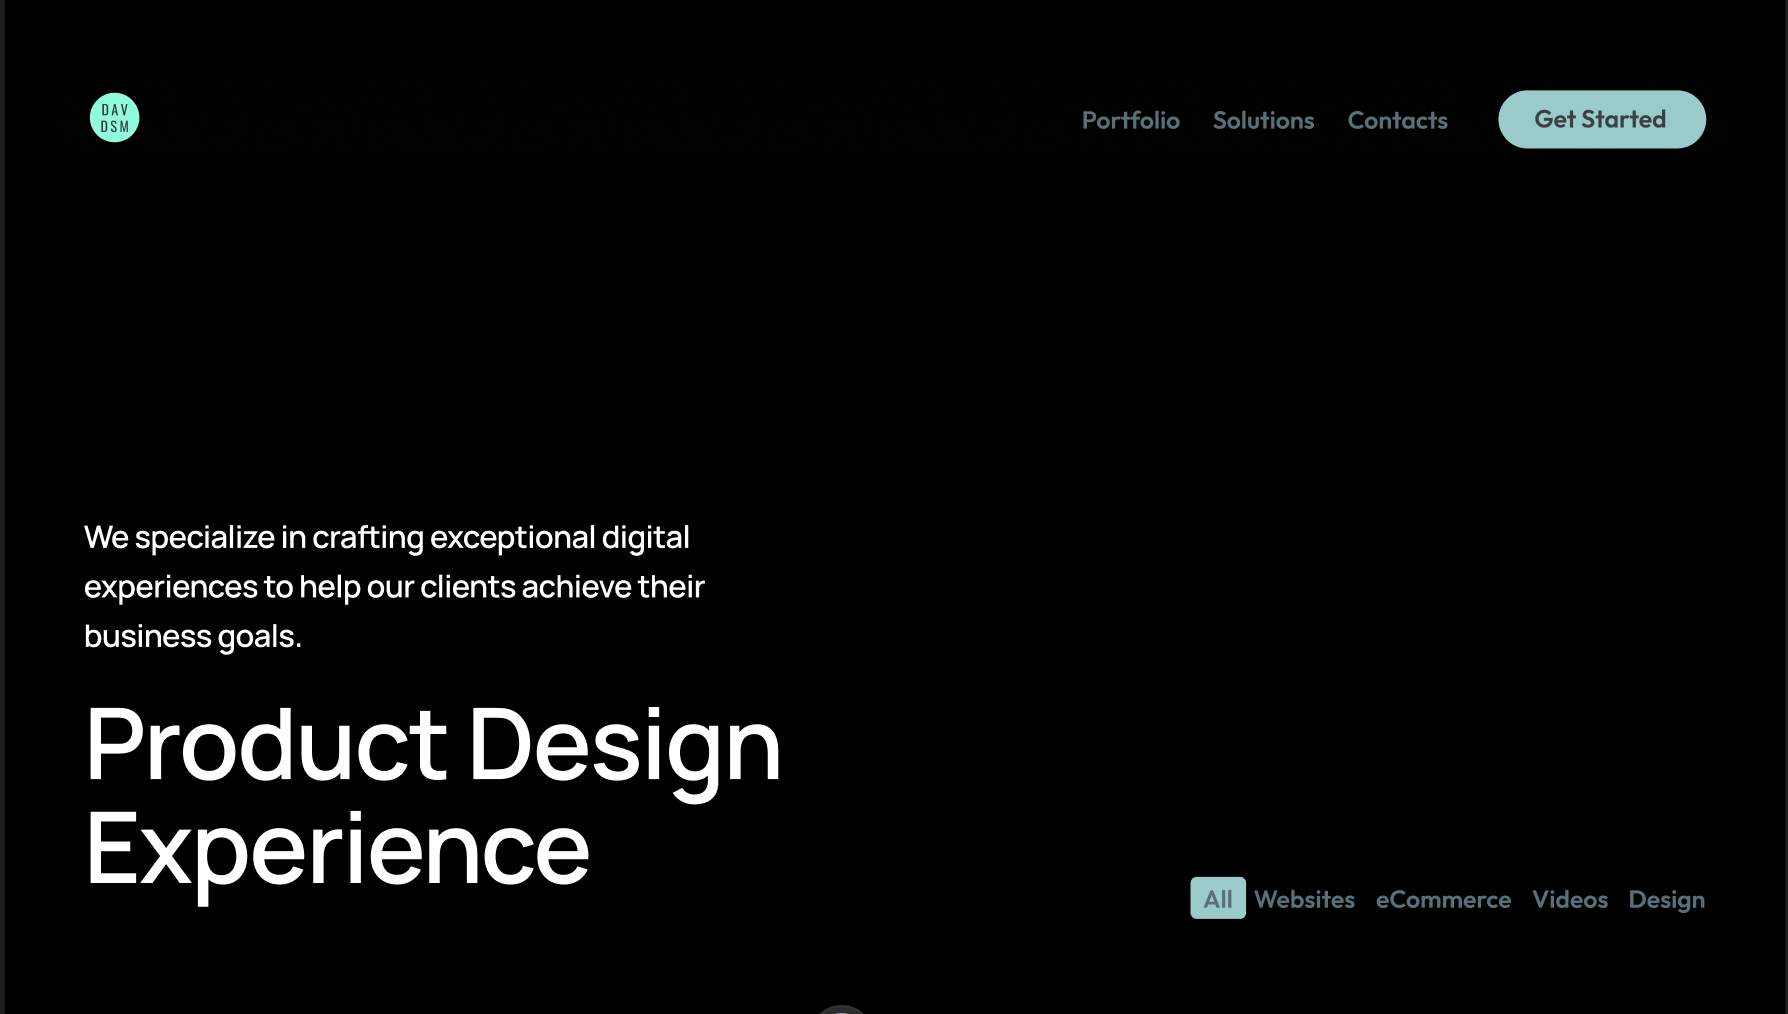 DAV
DSM
Portfolio Solutions Contacts Get Started
We specialize in crafting exceptional digital
experiences to help our clients achieve their
business goals.
Product Design
Experience
All Websites eCommerce Videos Design